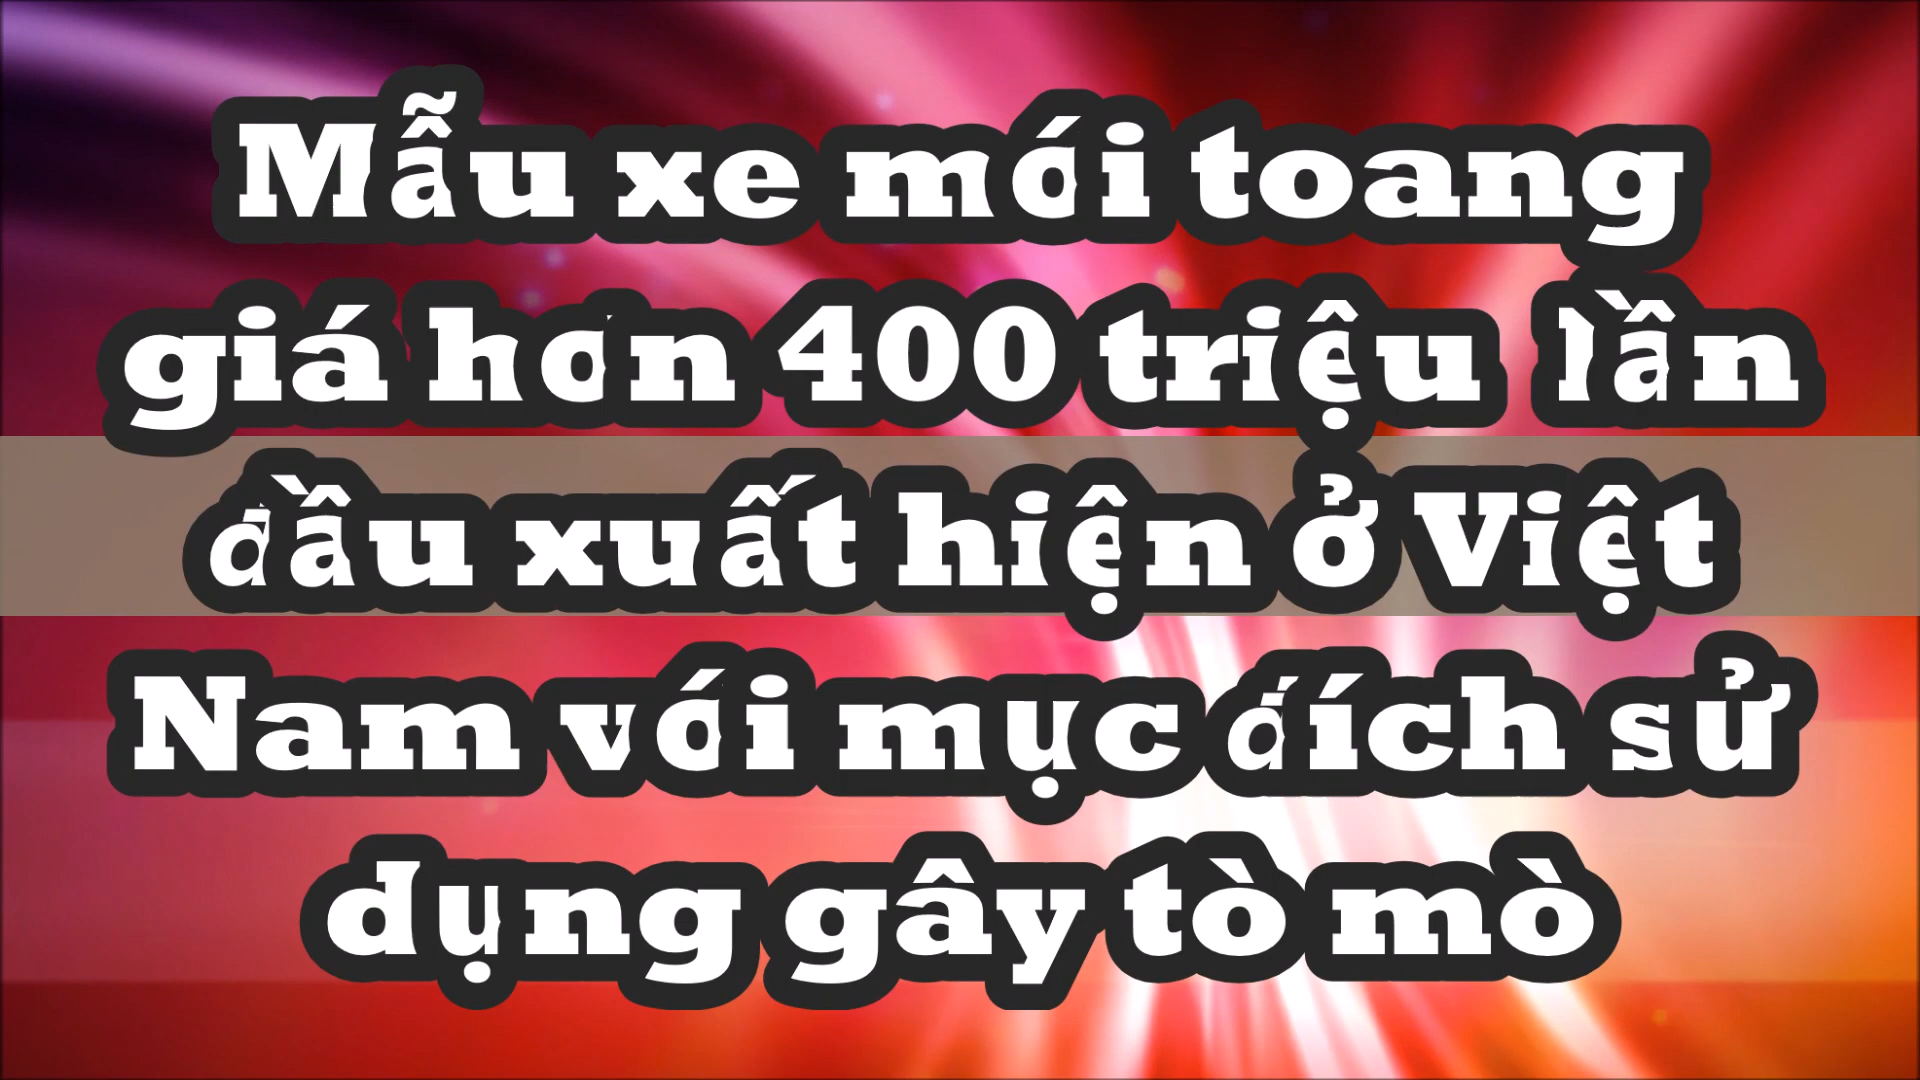 Mẫu xe mới toang
giá hơn 400 triệu lần
đầu xuất hiện ở Việt
Nam với mục đích sử
dụng gây tò mò